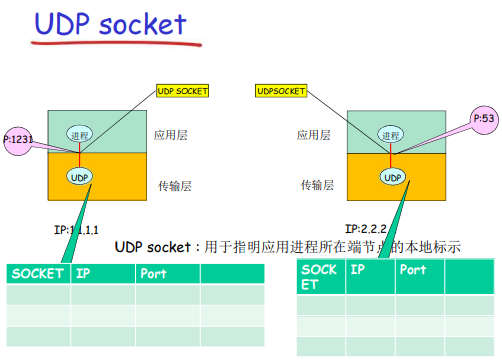 UDP socket
UDP SOCKET
UDPSOCKET
P:1231
进程
应用层
应用层
进程
P:53
UDP
传输层
传输层
UDP
IP:1,1,1,1
IP:2,2,2
UDP socket：用于指明应用进程所在端节点的本地标示
SOCKET IP Port
SOCK
ET IP Port